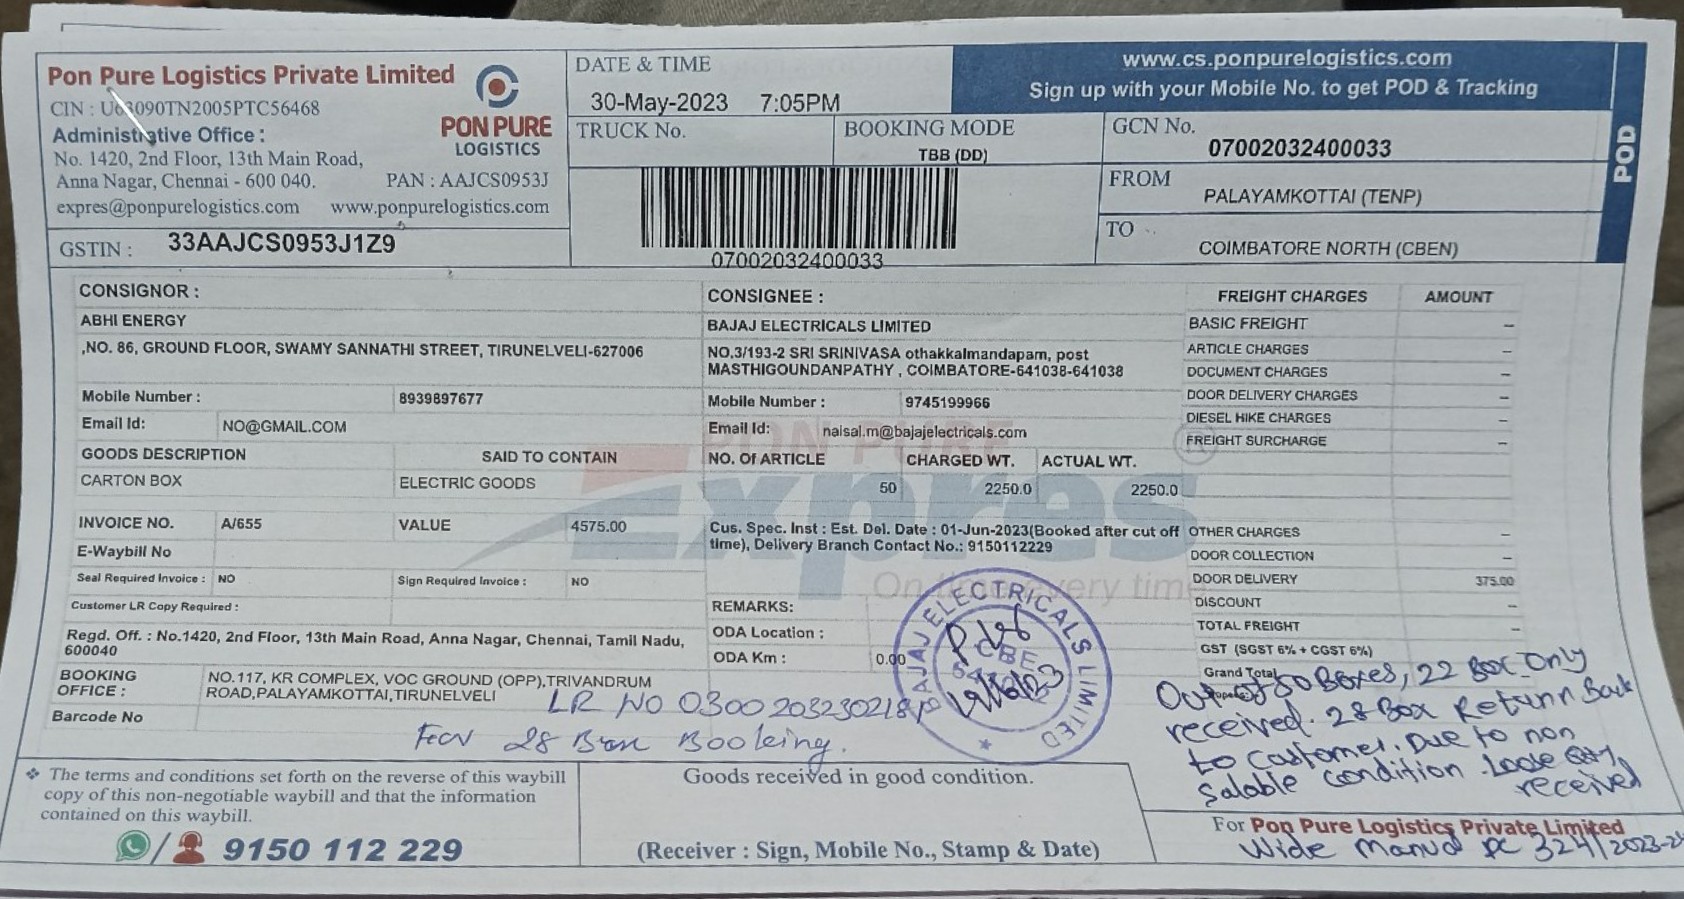 Pon Pure Logistics Private Limited
CIN : U63090TN2005PTC56468
Administrative Office :
No. 1420, 2nd Floor, 13th Main Road,
Anna Nagar, Chennai - 600 040. PAN : AAJCS0953J
expres@ponpurelogistics.com www.ponpurelogistics.com
PON PURE
LOGISTICS
GSTIN : 33AAJCS0953J1Z9
DATE & TIME
30-May-2023 7:05PM
TRUCK No.
BOOKING MODE
TBB (DD)
07002032400033
www.cs.ponpurelogistics.com
Sign up with your Mobile No. to get POD & Tracking
GCN No.
07002032400033
FROM
PALAYAMKOTTAI (TENP)
TO
COIMBATORE NORTH (CBEN)
POD
CONSIGNOR :
ABHI ENERGY
,NO. 86, GROUND FLOOR, SWAMY SANNATHI STREET, TIRUNELVELI-627006
Mobile Number : 8939897677
Email Id: NO@GMAIL.COM
GOODS DESCRIPTION SAID TO CONTAIN
CARTON BOX ELECTRIC GOODS
INVOICE NO. A/655 VALUE 4575.00
E-Waybill No
Seal Required Invoice : NO Sign Required Invoice : NO
Customer LR Copy Required :
Regd. Off. : No.1420, 2nd Floor, 13th Main Road, Anna Nagar, Chennai, Tamil Nadu,
600040
BOOKING OFFICE : NO.117, KR COMPLEX, VOC GROUND (OPP),TRIVANDRUM
ROAD,PALAYAMKOTTAI,TIRUNELVELI
Barcode No
CONSIGNEE :
BAJAJ ELECTRICALS LIMITED
NO,3/193-2 SRI SRINIVASA othakkalmandapam, post
MASTHIGOUNDANPATHY , COIMBATORE-641038-641038
Mobile Number : 9745199966
Email Id: naisal.m@bajajelectricals.com
NO. Of ARTICLE CHARGED WT. ACTUAL WT.
50 2250.0 2250.0
Cus. Spec. Inst : Est. Del. Date : 01-Jun-2023(Booked after cut off
time), Delivery Branch Contact No.: 9150112229
REMARKS:
ODA Location :
ODA Km : 0.00
PON PURE
Expres
On time every time
FREIGHT CHARGES AMOUNT
BASIC FREIGHT --
ARTICLE CHARGES --
DOCUMENT CHARGES --
DOOR DELIVERY CHARGES --
DIESEL HIKE CHARGES --
FREIGHT SURCHARGE --
OTHER CHARGES --
DOOR COLLECTION --
DOOR DELIVERY 375.00
DISCOUNT --
TOTAL FREIGHT --
GST (SGST 6% + CGST 6%)
Grand Total
BAJAJ ELECTRICALS LIMITED
CBE
LR NO 0300203230218
For 28 Box Booking.
Out of 50 Boxes, 22 Box only
received. 28 Box Return Back
to Customer. Due to non
salable condition. Loose Qty
received
Wide Manual DC 324/2023-24
❖ The terms and conditions set forth on the reverse of this waybill
copy of this non-negotiable waybill and that the information
contained on this waybill.
9150 112 229
Goods received in good condition.
(Receiver : Sign, Mobile No., Stamp & Date)
For Pon Pure Logistics Private Limited